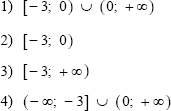 1) [−3; 0) ∪ (0; +∞)
2) [−3; 0)
3) [−3; +∞)
4) (−∞; −3] ∪ (0; +∞)